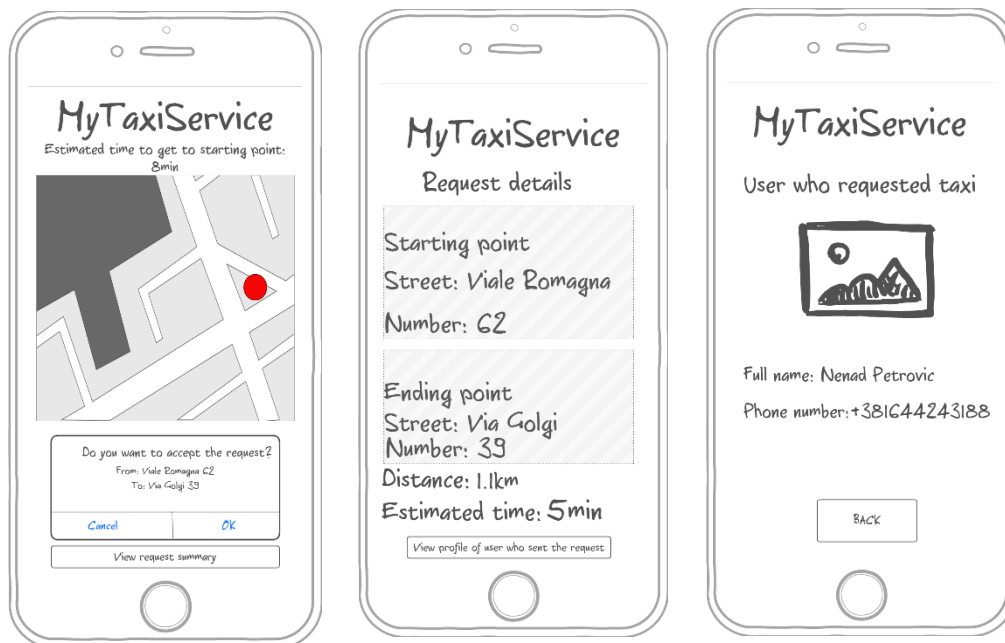 MyTaxiService
Estimated time to get to starting point:
8min
Do you want to accept the request?
From: Viale Romagna 62
To: Via Golgi 39
Cancel
OK
View request summary
MyTaxiService
Request details
Starting point
Street: Viale Romagna
Number: 62
Ending point
Street: Via Golgi
Number: 39
Distance: 1.1km
Estimated time: 5min
View profile of user who sent the request
MyTaxiService
User who requested taxi
Full name: Nenad Petrovic
Phone number:+381644243188
BACK